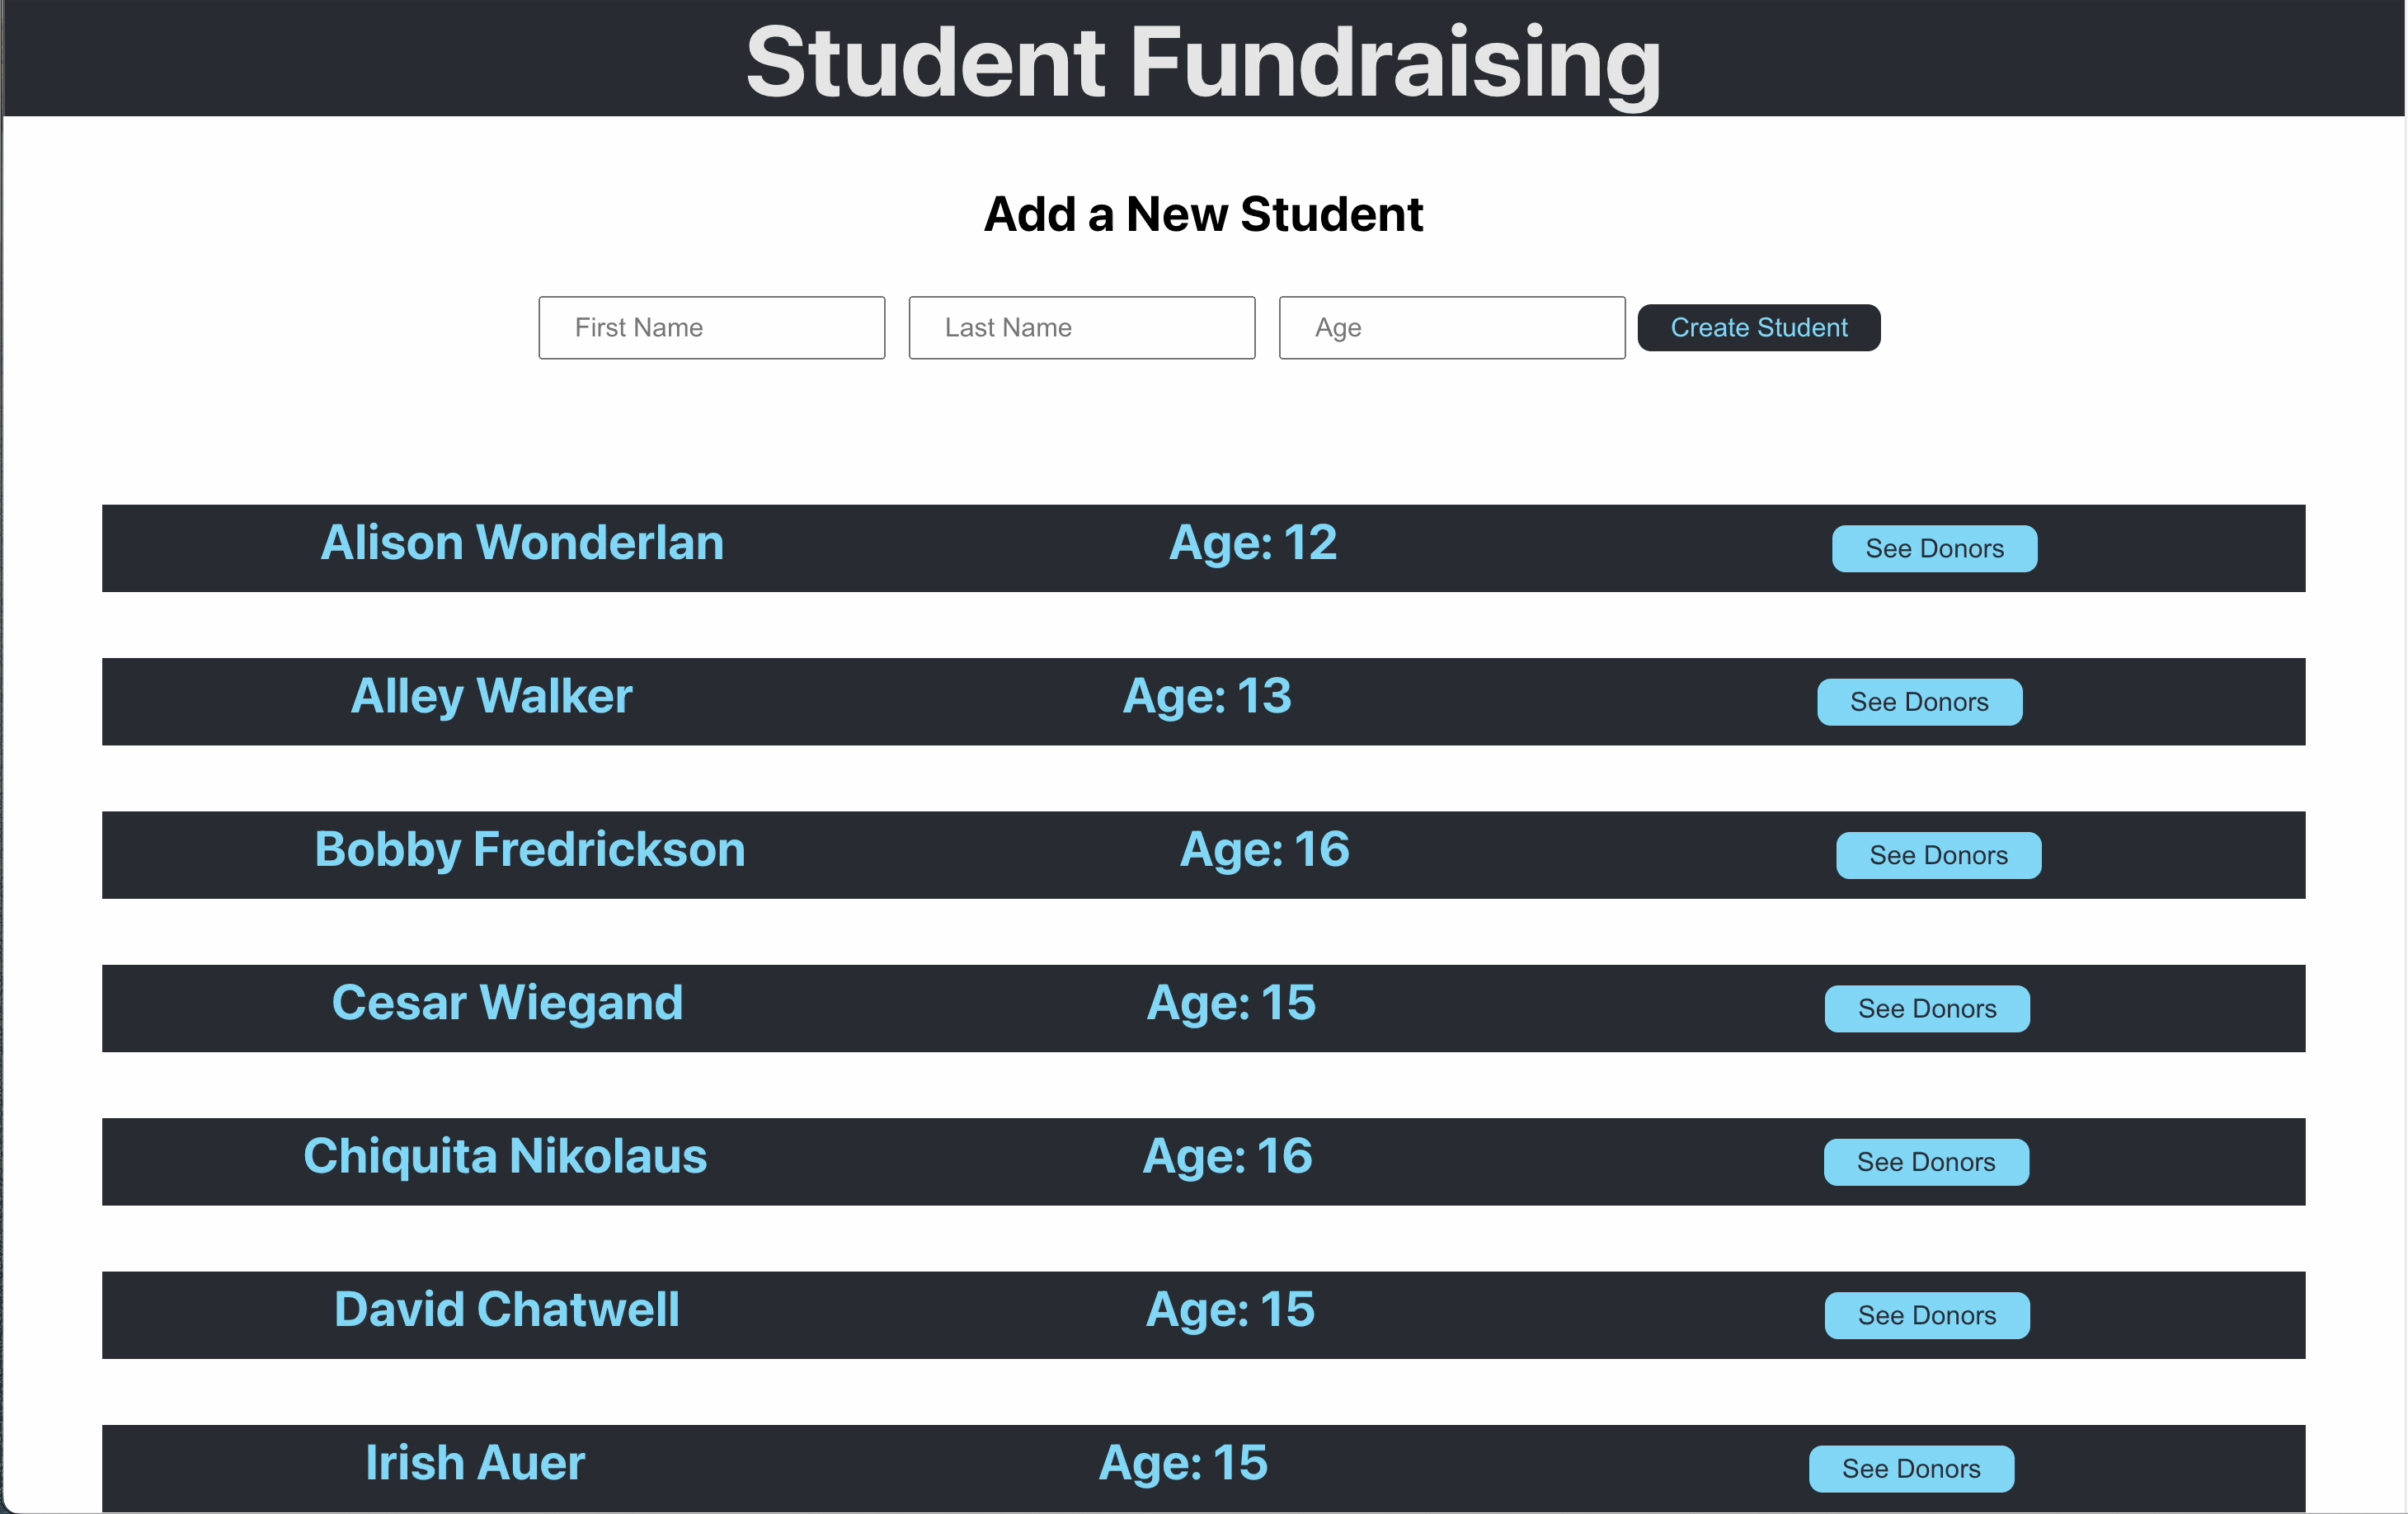 Student Fundraising
Add a New Student
First Name Last Name Age Create Student
Alison Wonderlan Age: 12 See Donors
Alley Walker Age: 13 See Donors
Bobby Fredrickson Age: 16 See Donors
Cesar Wiegand Age: 15 See Donors
Chiquita Nikolaus Age: 16 See Donors
David Chatwell Age: 15 See Donors
Irish Auer Age: 15 See Donors